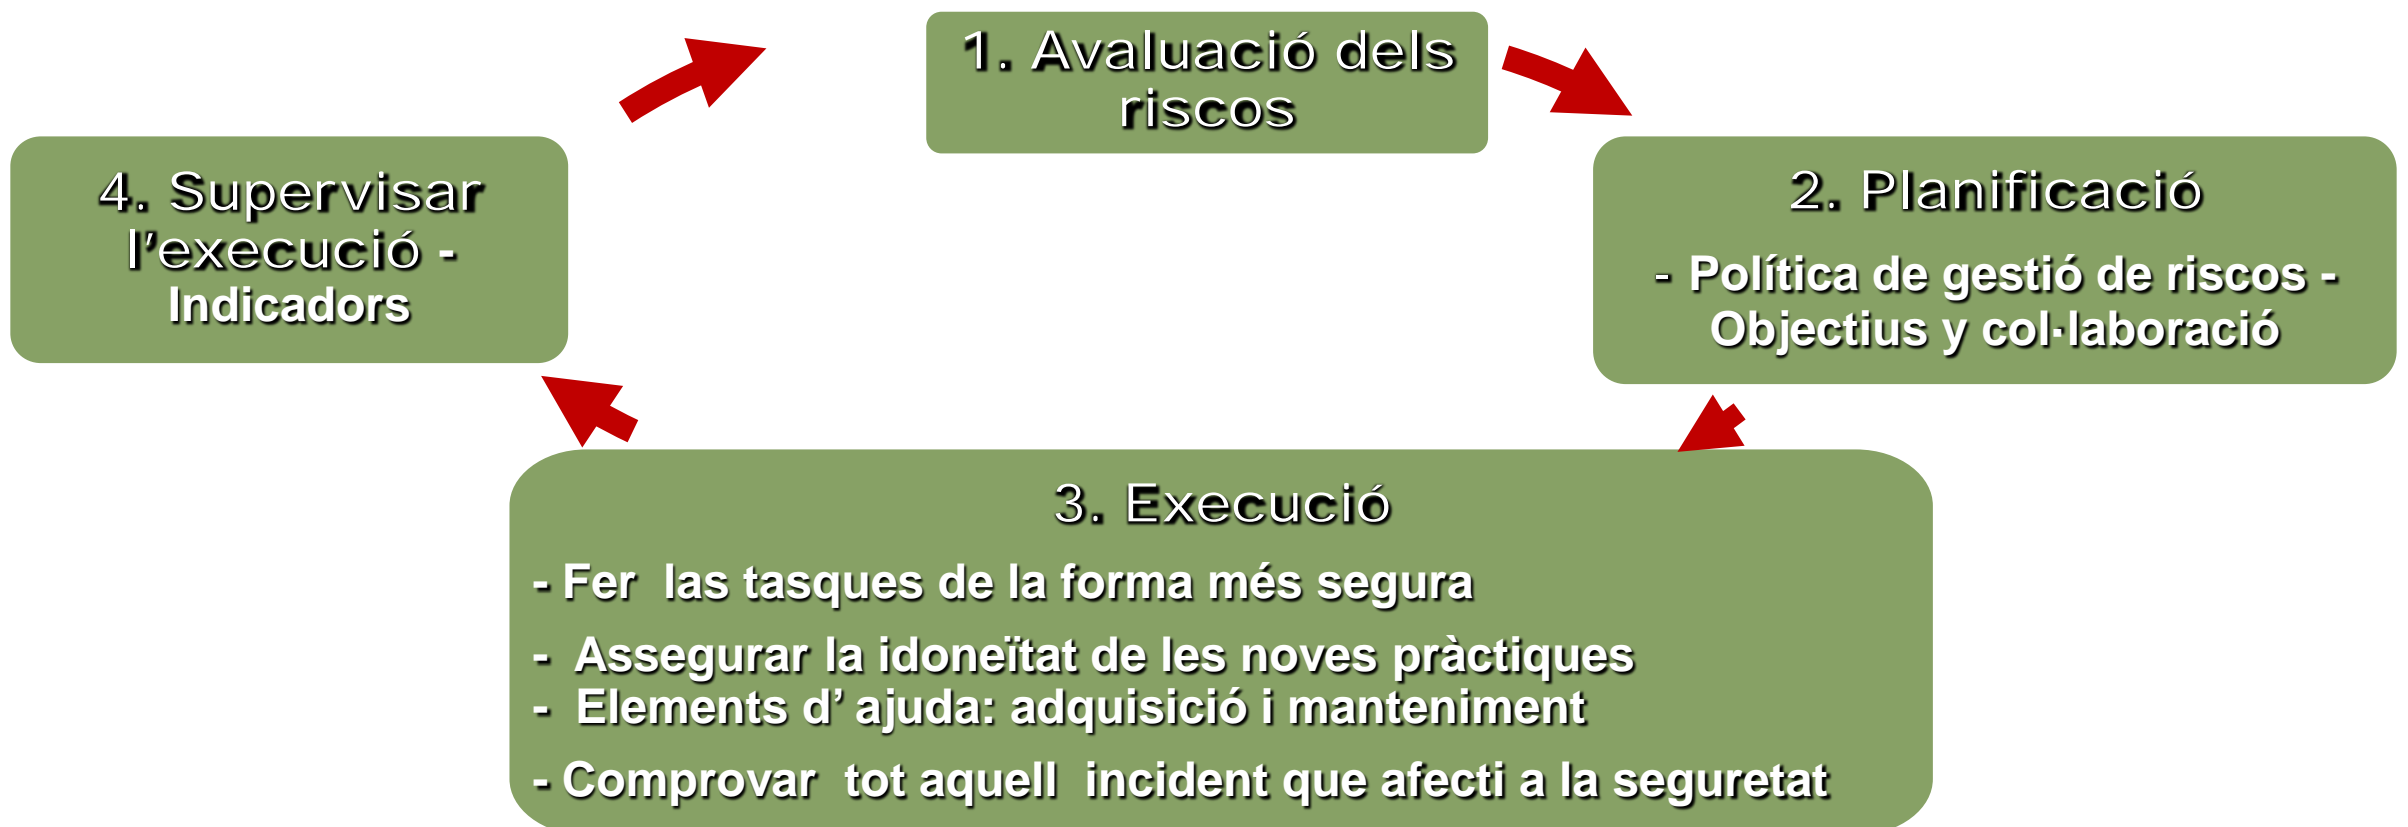 1. Avaluació dels
riscos
2. Planificació
- Política de gestió de riscos -
Objectius y col·laboració
3. Execució
- Fer las tasques de la forma més segura
- Assegurar la idoneïtat de les noves pràctiques
- Elements d’ ajuda: adquisició i manteniment
- Comprovar tot aquell incident que afecti a la seguretat
4. Supervisar
l’execució -
Indicadors